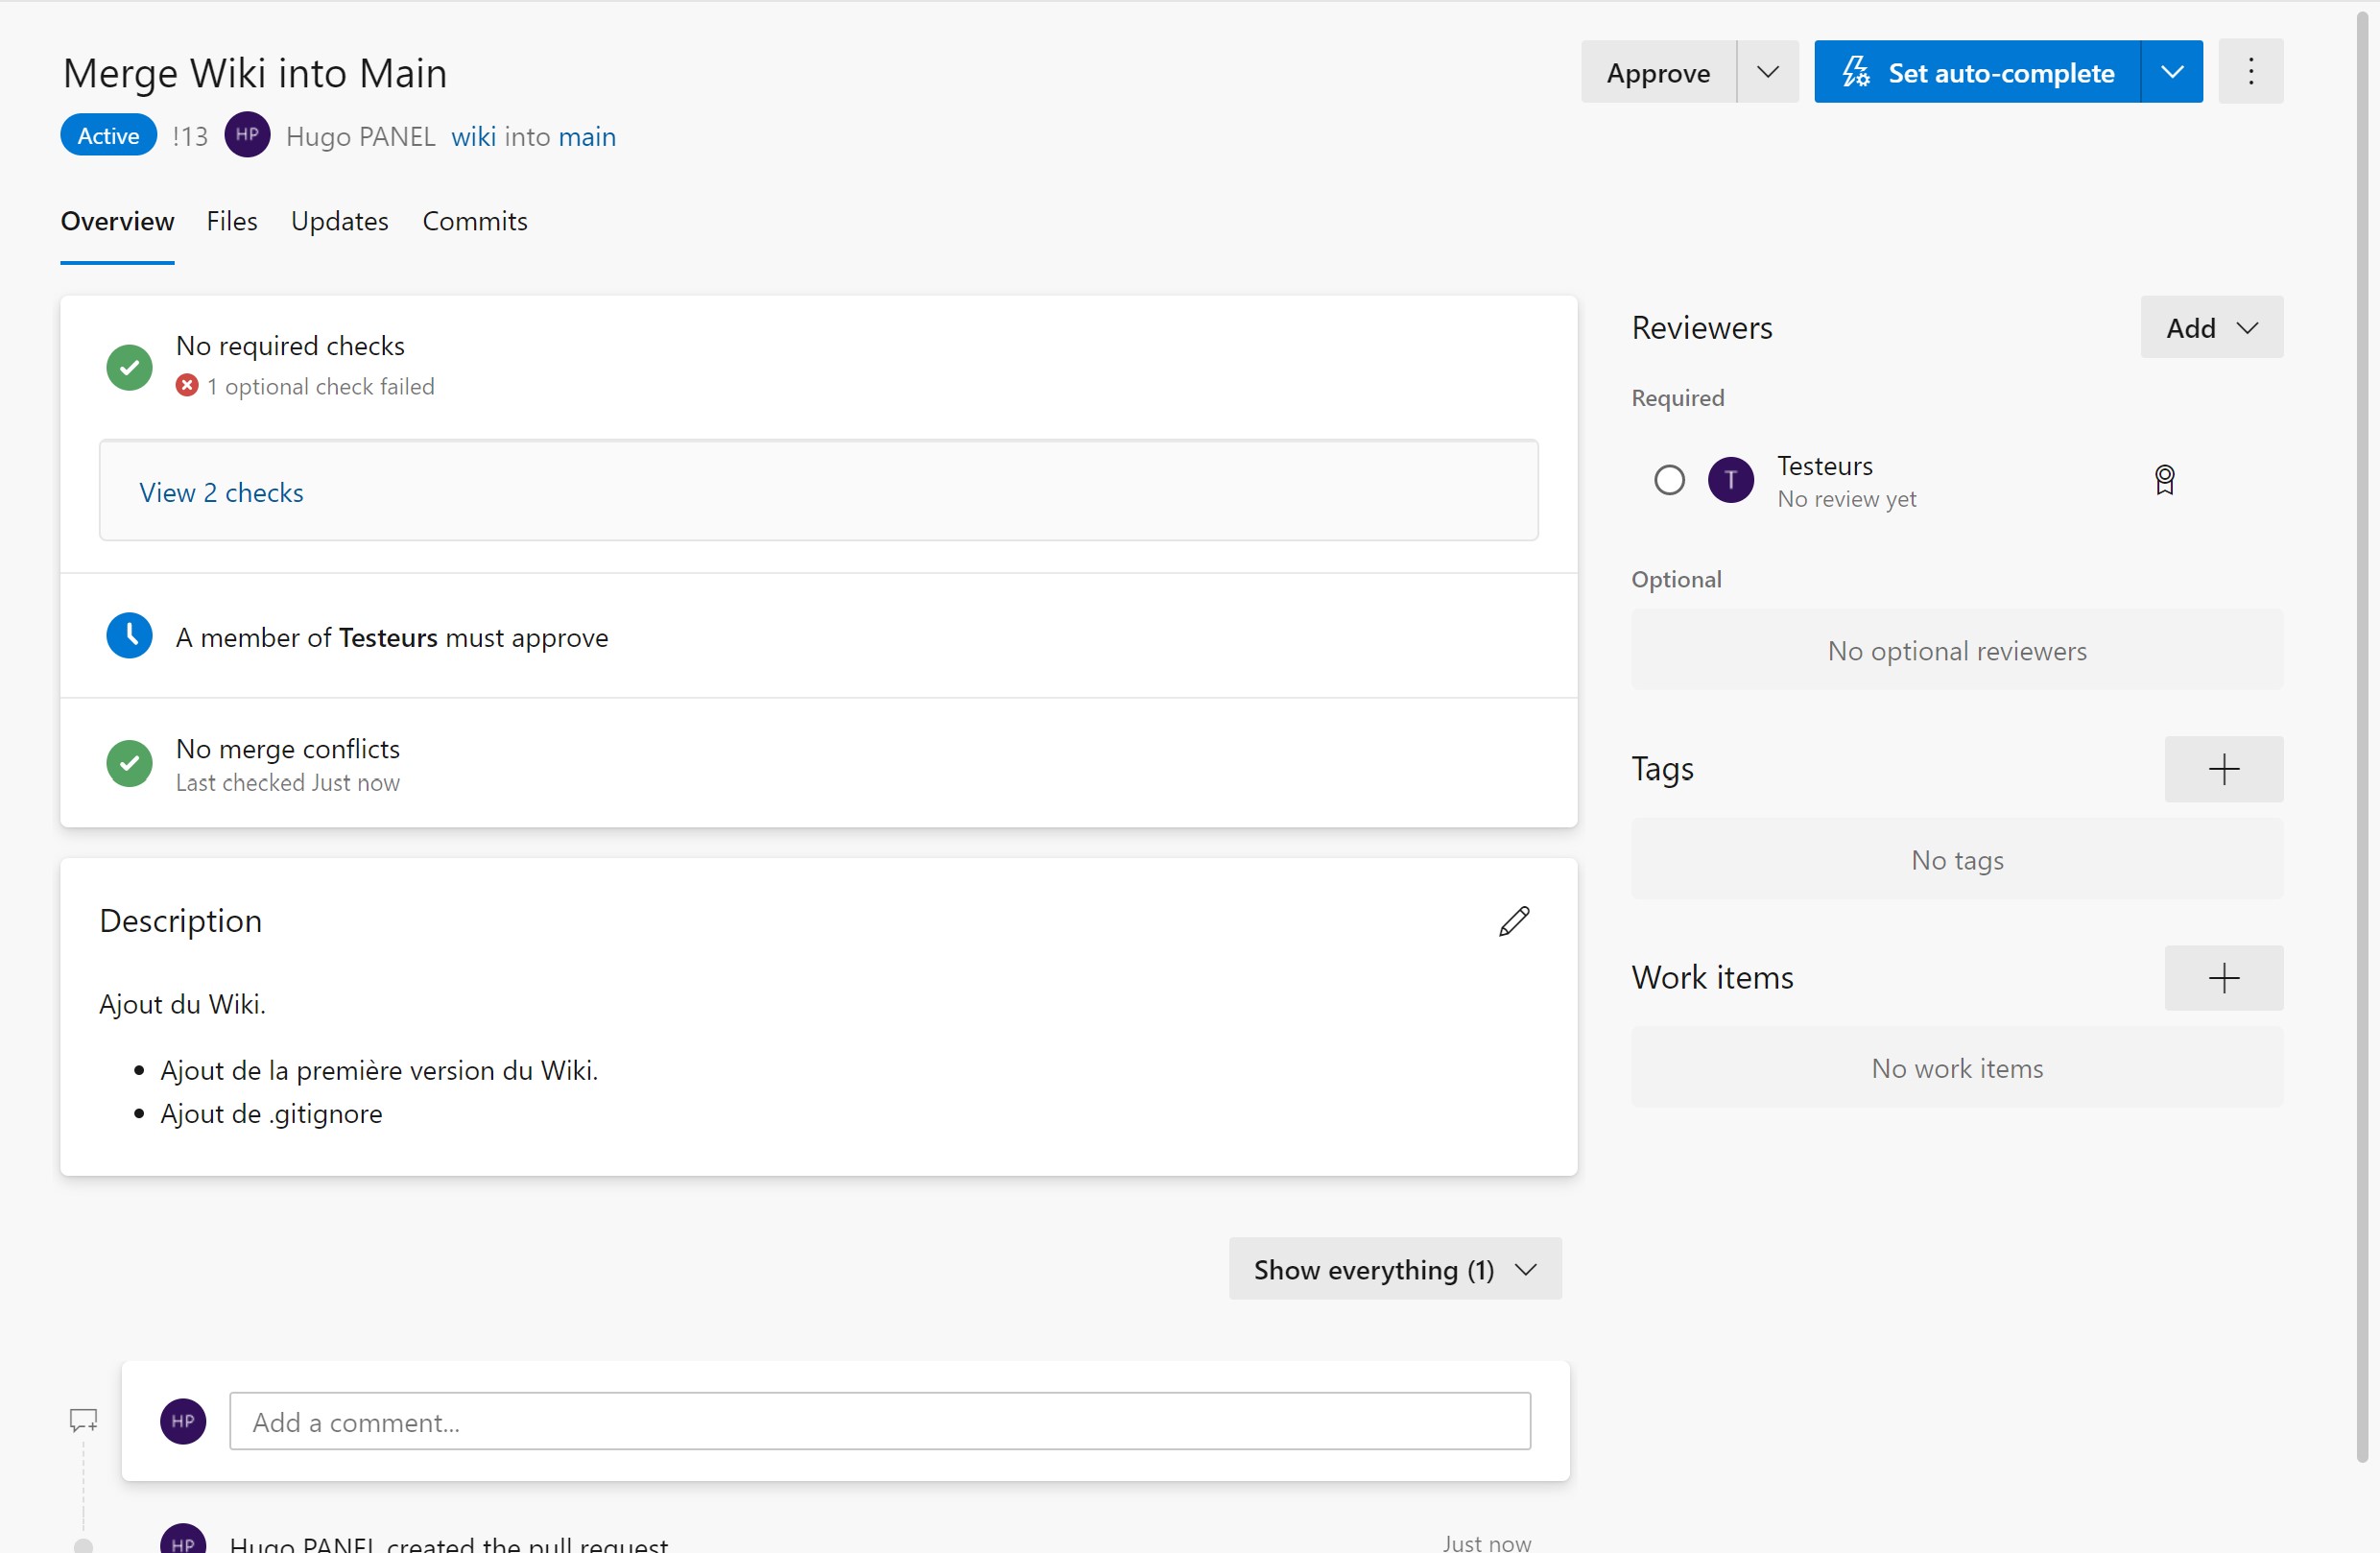 Merge Wiki into Main
Approve
Set auto-complete
Active !13 HP Hugo PANEL wiki into main
Overview Files Updates Commits
No required checks
1 optional check failed
View 2 checks
A member of Testeurs must approve
No merge conflicts
Last checked Just now
Description
Ajout du Wiki.
• Ajout de la première version du Wiki.
• Ajout de .gitignore
Show everything (1)
HP Add a comment...
HP Hugo PANEL created the pull request Just now
Reviewers
Add
Required
T Testeurs
No review yet
Optional
No optional reviewers
Tags
No tags
Work items
No work items